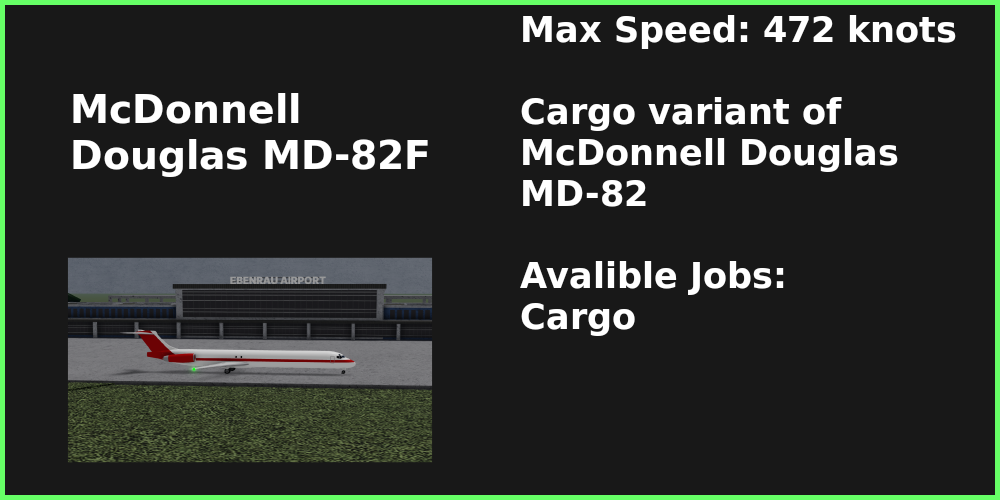 McDonnell
Douglas MD-82F
EBENRAU AIRPORT
Max Speed: 472 knots
Cargo variant of
McDonnell Douglas
MD-82
Avalible Jobs:
Cargo